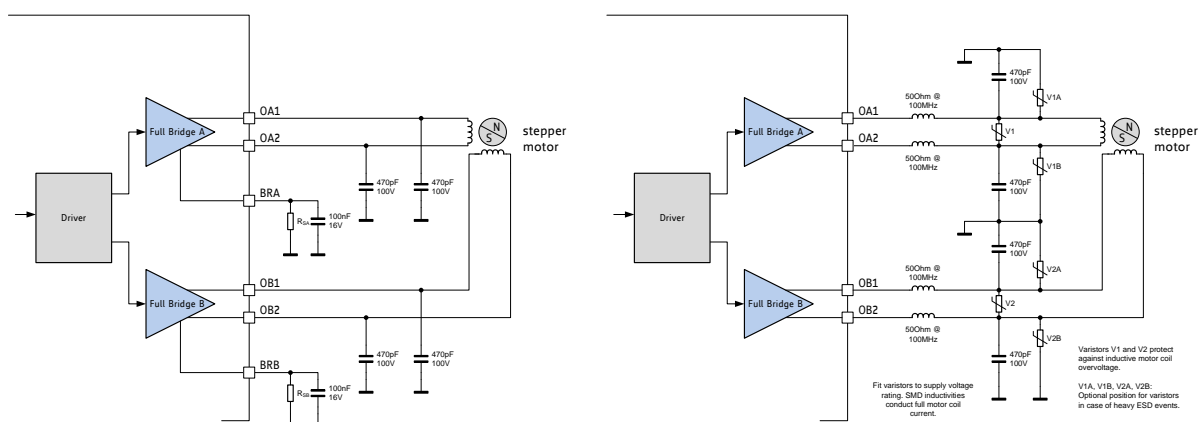 OA1
Full Bridge A
OA2
N
S
stepper
motor
470pF
100V
470pF
100V
BRA
RSA
100nF
16V
Driver
OB1
Full Bridge B
OB2
470pF
100V
470pF
100V
BRB
RSB
100nF
16V
470pF
100V
V1A
50Ohm @
100MHz
OA1
Full Bridge A
V1
N
S
stepper
motor
OA2
50Ohm @
100MHz
V1B
470pF
100V
Driver
470pF
100V
V2A
50Ohm @
100MHz
OB1
Full Bridge B
V2
OB2
50Ohm @
100MHz
V2B
470pF
100V
Varistors V1 and V2 protect
against inductive motor coil
overvoltage.
V1A, V1B, V2A, V2B:
Optional position for varistors
in case of heavy ESD events.
Fit varistors to supply voltage
rating. SMD inductivities
conduct full motor coil
current.